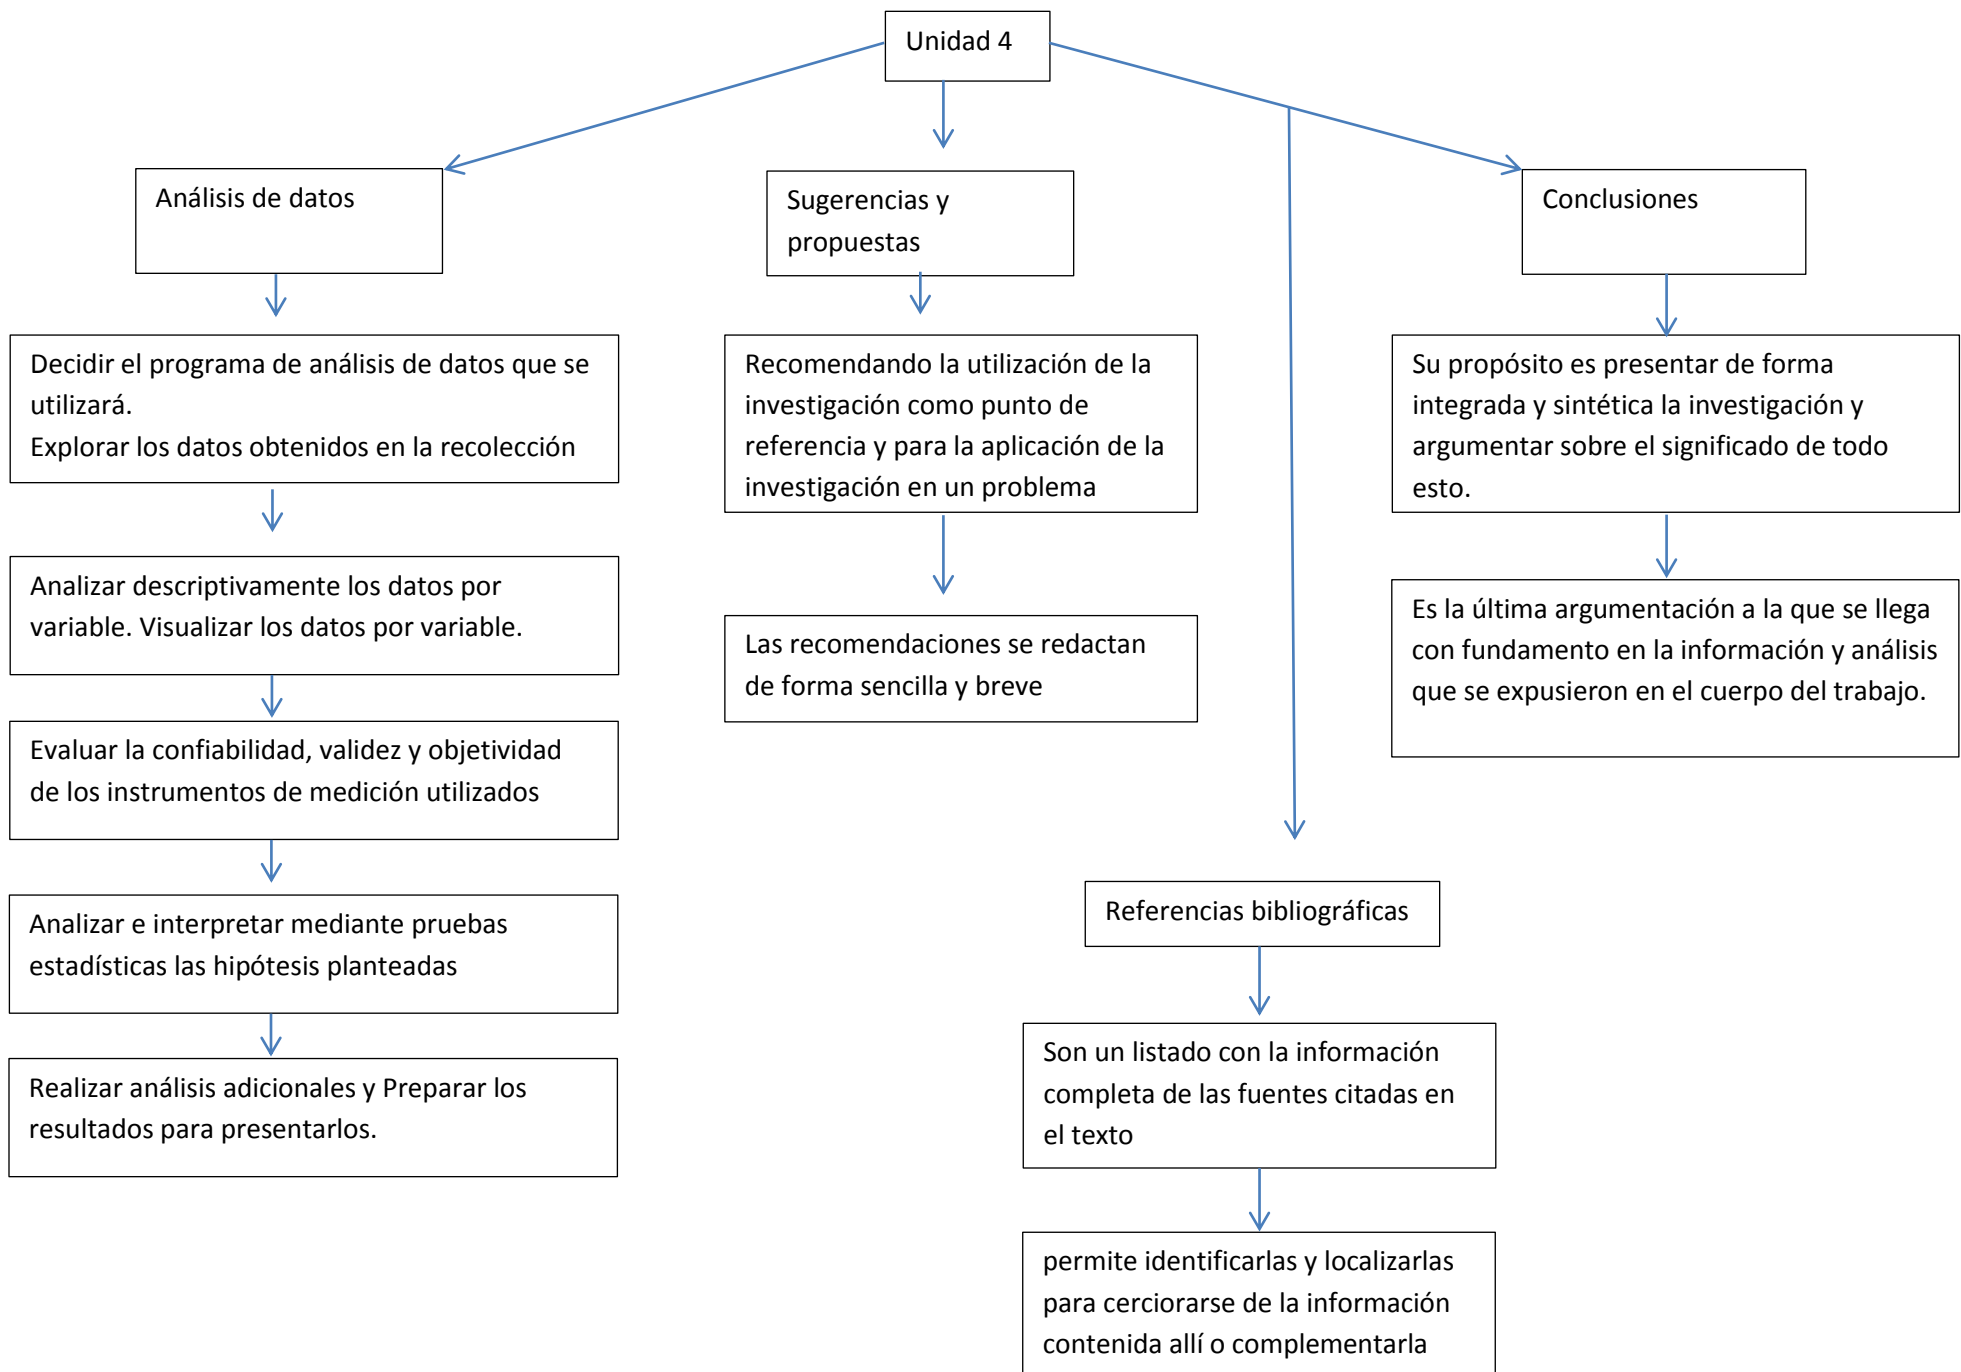 Unidad 4
Análisis de datos
Decidir el programa de análisis de datos que se
utilizará.
Explorar los datos obtenidos en la recolección
Analizar descriptivamente los datos por
variable. Visualizar los datos por variable.
Evaluar la confiabilidad, validez y objetividad
de los instrumentos de medición utilizados
Analizar e interpretar mediante pruebas
estadísticas las hipótesis planteadas
Realizar análisis adicionales y Preparar los
resultados para presentarlos.
Sugerencias y
propuestas
Recomendando la utilización de la
investigación como punto de
referencia y para la aplicación de la
investigación en un problema
Las recomendaciones se redactan
de forma sencilla y breve
Conclusiones
Su propósito es presentar de forma
integrada y sintética la investigación y
argumentar sobre el significado de todo
esto.
Es la última argumentación a la que se llega
con fundamento en la información y análisis
que se expusieron en el cuerpo del trabajo.
Referencias bibliográficas
Son un listado con la información
completa de las fuentes citadas en
el texto
permite identificarlas y localizarlas
para cerciorarse de la información
contenida allí o complementarla